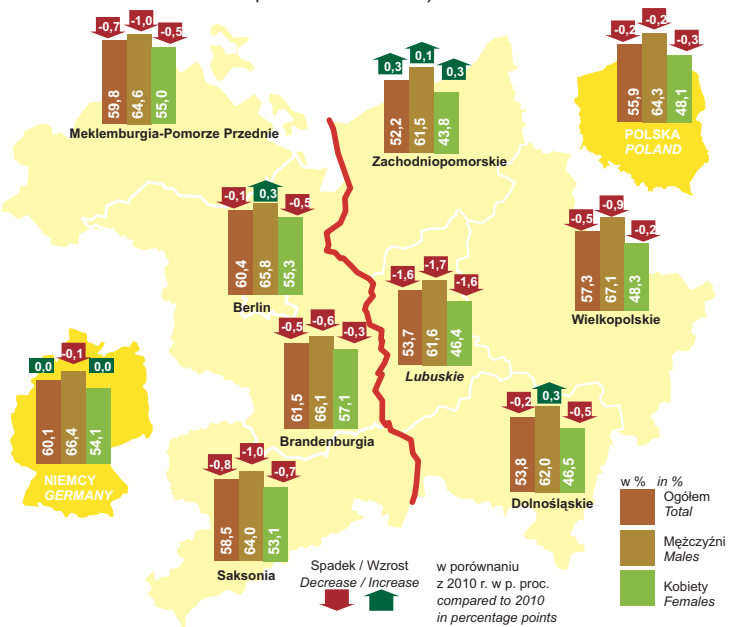 -0,7 -1,0 -0,5
59,8 64,6 55,0
Meklemburgia-Pomorze Przednie
0,3 0,1 0,3
52,2 61,5 43,8
Zachodniopomorskie
-0,2 -0,2 -0,3
55,9 64,3 48,1
POLSKA
POLAND
-0,1 0,3 -0,5
60,4 65,8 55,3
Berlin
-0,5 -0,9 -0,2
57,3 67,1 48,3
Wielkopolskie
-1,6 -1,7 -1,6
53,7 61,6 46,4
Lubuskie
-0,5 -0,6 -0,3
61,5 66,1 57,1
Brandenburgia
0,0 -0,1 0,0
60,1 66,4 54,1
NIEMCY
GERMANY
-0,2 0,3 -0,5
53,8 62,0 46,5
Dolnośląskie
-0,8 -1,0 -0,7
58,5 64,0 53,1
Saksonia
w % in %
Ogółem
Total
Mężczyźni
Males
Kobiety
Females
Spadek / Wzrost
Decrease / Increase
w porównaniu
z 2010 r. w p. proc.
compared to 2010
in percentage points